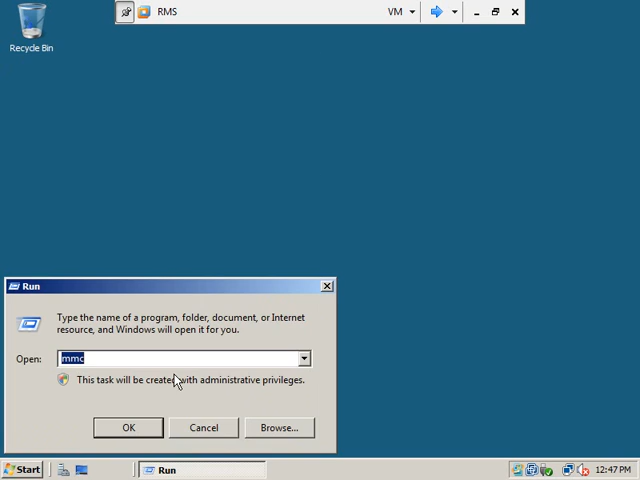 RMS
VM
Recycle Bin
Run
Type the name of a program, folder, document, or Internet
resource, and Windows will open it for you.
Open:
mmc
This task will be created with administrative privileges.
OK
Cancel
Browse...
Start
Run
12:47 PM